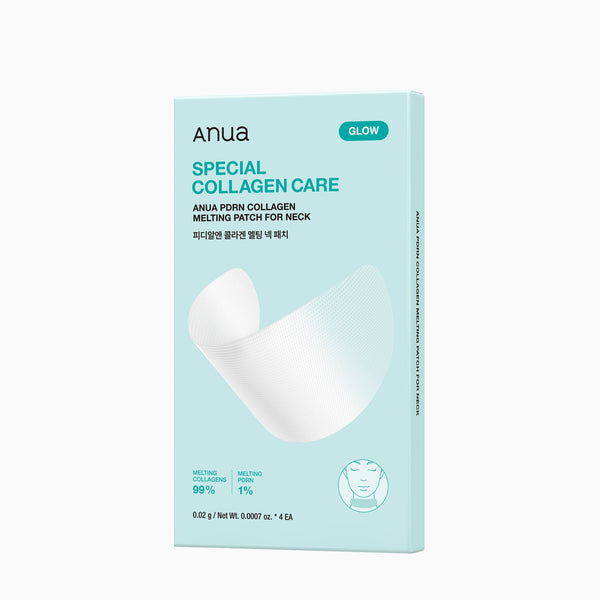 Anua
GLOW
SPECIAL
COLLAGEN CARE
ANUA PDRN COLLAGEN
MELTING PATCH FOR NECK
피디알엔 콜라겐 멜팅 넥 패치
MELTING
COLLAGENS
99%
MELTING
PDRN
1%
0.02 g / Net Wt. 0.0007 oz. * 4 EA
ANUA PDRN COLLAGEN MELTING PATCH FOR NECK